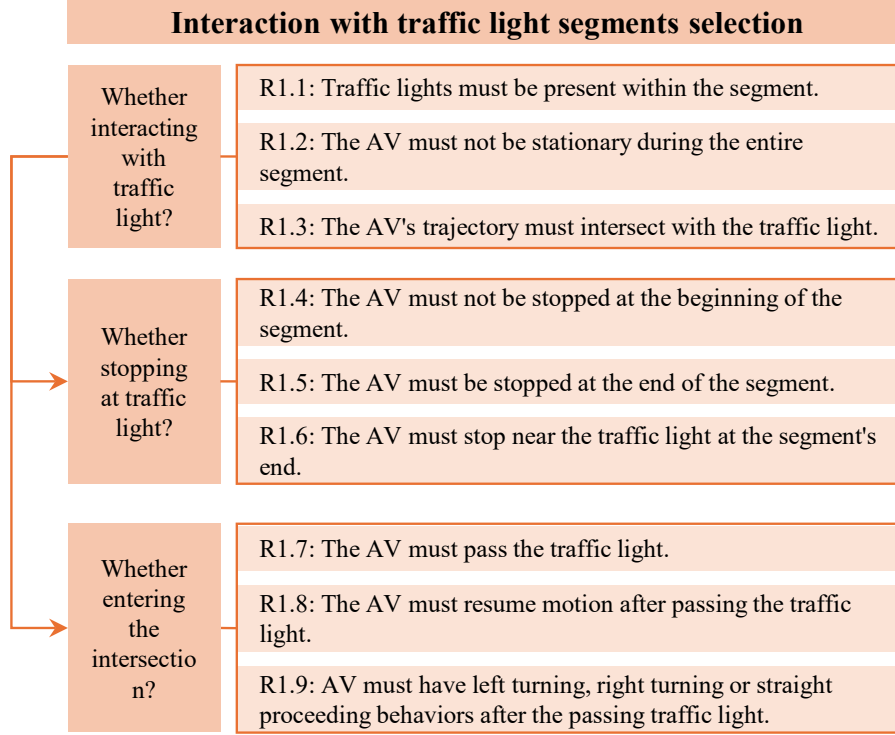 Interaction with traffic light segments selection
Whether
interacting
with
traffic
light?
R1.1: Traffic lights must be present within the segment.
R1.2: The AV must not be stationary during the entire
segment.
R1.3: The AV's trajectory must intersect with the traffic light.
Whether
stopping
at traffic
light?
R1.4: The AV must not be stopped at the beginning of the
segment.
R1.5: The AV must be stopped at the end of the segment.
R1.6: The AV must stop near the traffic light at the segment's
end.
Whether
entering
the
intersectio
n?
R1.7: The AV must pass the traffic light.
R1.8: The AV must resume motion after passing the traffic
light.
R1.9: AV must have left turning, right turning or straight
proceeding behaviors after the passing traffic light.